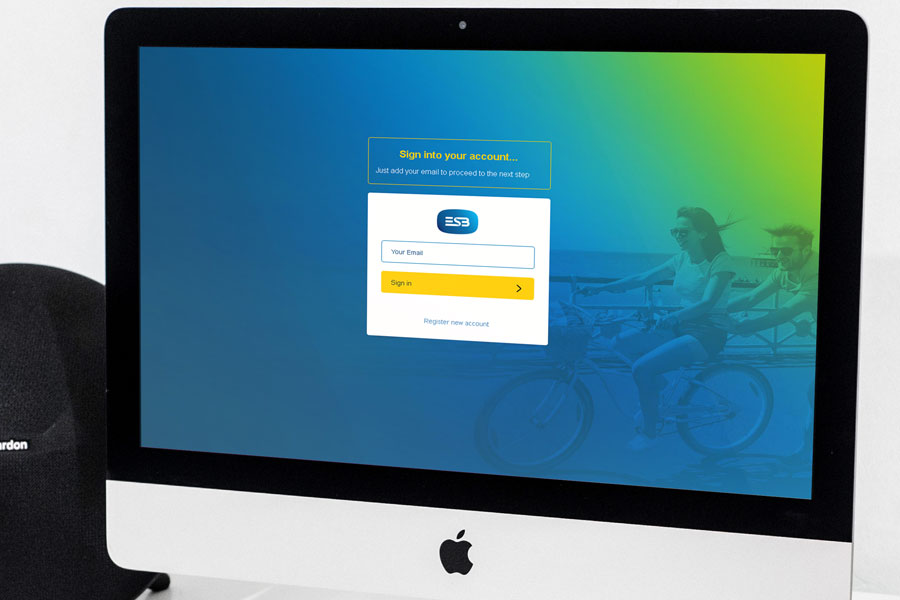 Sign into your account...
Just add your email to proceed to the next step
ESB
Your Email
Sign in
Register new account
rdon